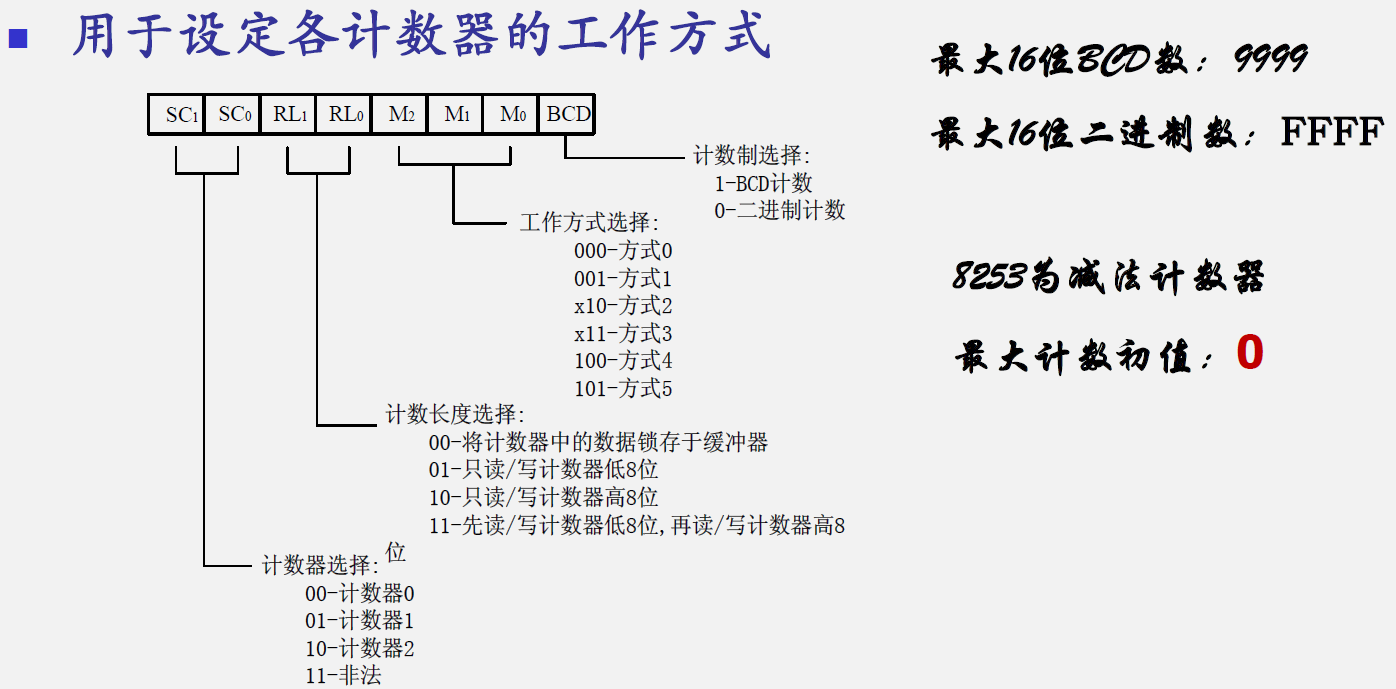 用于设定各计数器的工作方式
SC1 SC0 RL1 RL0 M2 M1 M0 BCD
计数制选择:
1-BCD计数
0-二进制计数
工作方式选择:
000-方式0
001-方式1
x10-方式2
x11-方式3
100-方式4
101-方式5
计数长度选择:
00-将计数器中的数据锁存于缓冲器
01-只读/写计数器低8位
10-只读/写计数器高8位
11-先读/写计数器低8位,再读/写计数器高8
位
计数器选择:
00-计数器0
01-计数器1
10-计数器2
11-非法
最大16位BCD数：9999
最大16位二进制数：FFFF
8253为减法计数器
最大计数初值：0